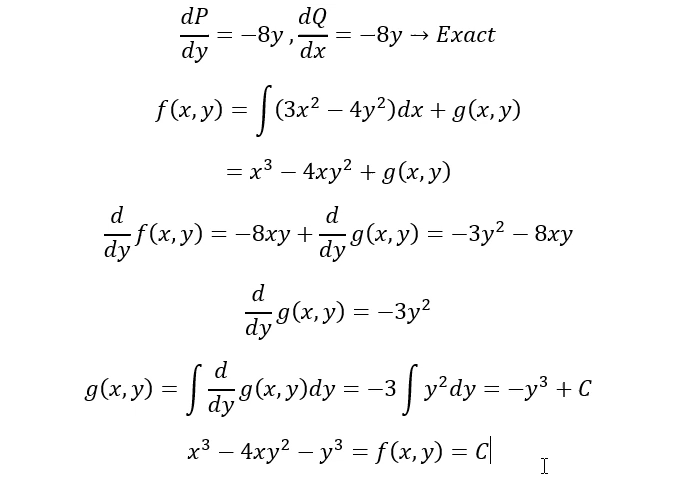 dP/dy = −8y , dQ/dx = −8y → Exact
f(x, y) = ∫(3x² − 4y²)dx + g(x, y)
= x³ − 4xy² + g(x, y)
d/dy f(x, y) = −8xy + d/dy g(x, y) = −3y² − 8xy
d/dy g(x, y) = −3y²
g(x, y) = ∫ d/dy g(x, y)dy = −3 ∫ y²dy = −y³ + C
x³ − 4xy² − y³ = f(x, y) = C